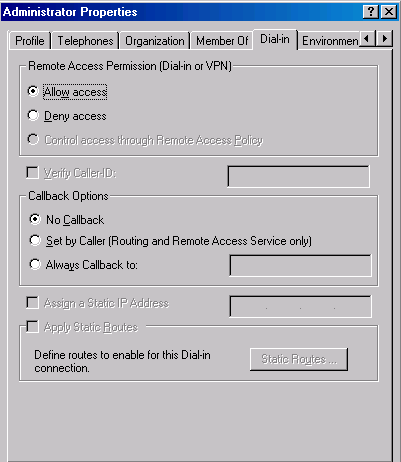 Administrator Properties
Profile Telephones Organization Member Of Dial-in Environmen
Remote Access Permission (Dial-in or VPN)
Allow access
Deny access
Control access through Remote Access Policy
Verify Caller-ID:
Callback Options
No Callback
Set by Caller (Routing and Remote Access Service only)
Always Callback to:
Assign a Static IP Address
Apply Static Routes
Define routes to enable for this Dial-in
connection.
Static Routes ...